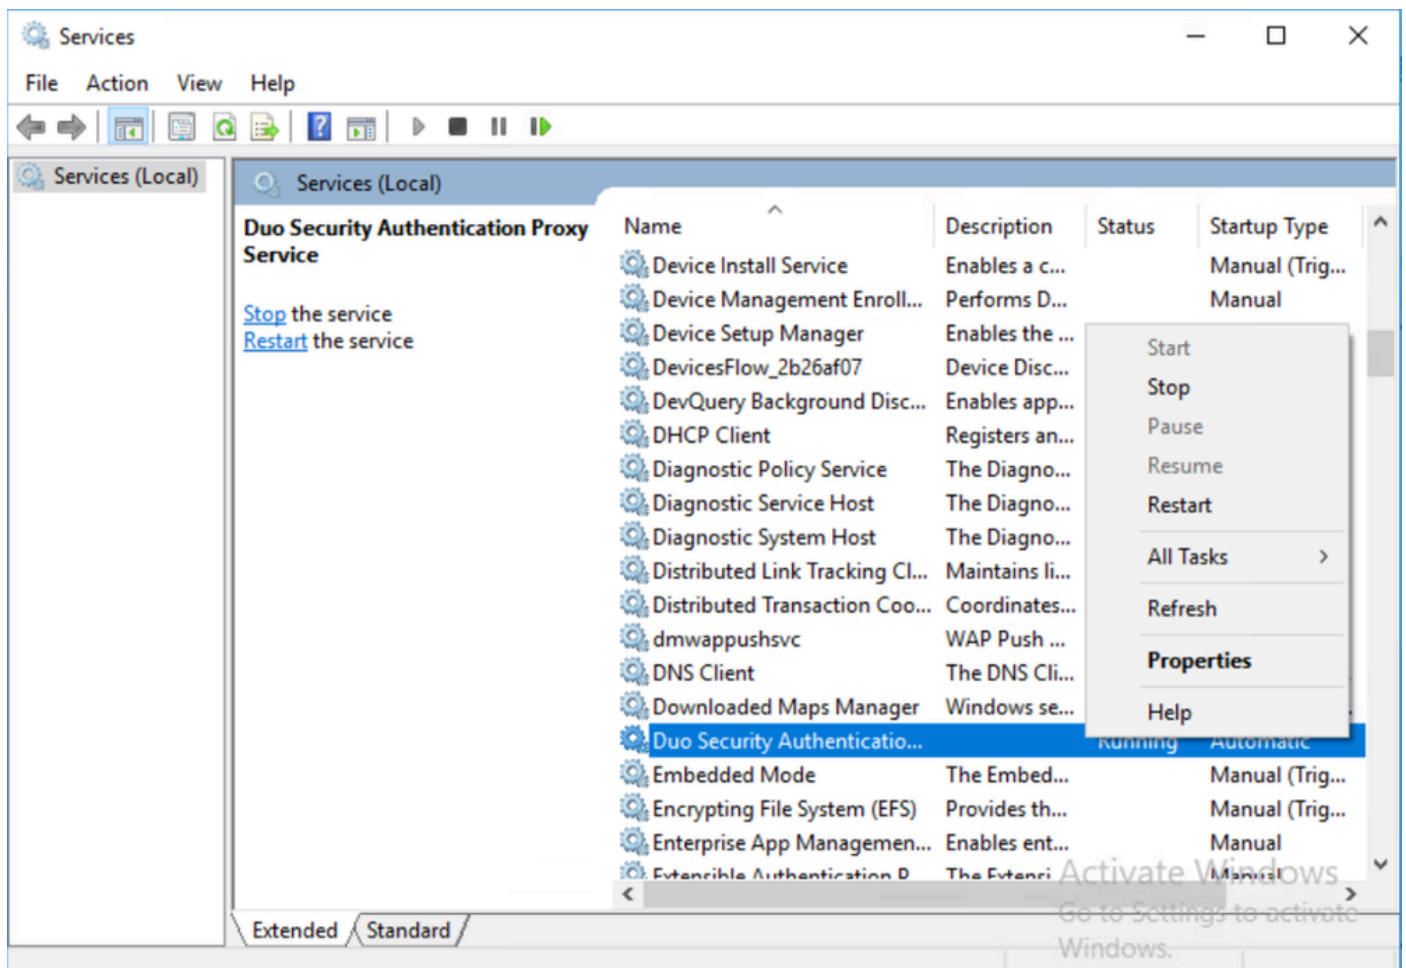 Services
File Action View Help
Services (Local)
Services (Local)
Duo Security Authentication Proxy
Service
Stop the service
Restart the service
Name Description Status Startup Type
Device Install Service Enables a c... Manual (Trig...
Device Management Enroll... Performs D... Manual
Device Setup Manager Enables the ...
DevicesFlow_2b26af07 Device Disc...
DevQuery Background Disc... Enables app...
DHCP Client Registers an...
Diagnostic Policy Service The Diagno...
Diagnostic Service Host The Diagno...
Diagnostic System Host The Diagno...
Distributed Link Tracking Cl... Maintains li...
Distributed Transaction Coo... Coordinates...
dmwappushsvc WAP Push ...
DNS Client The DNS Cli...
Downloaded Maps Manager Windows se...
Duo Security Authenticatio... Running Automatic
Embedded Mode The Embed... Manual (Trig...
Encrypting File System (EFS) Provides th... Manual (Trig...
Enterprise App Managemen... Enables ent... Manual
Extensible Authentication P The Extensi Manual
Start
Stop
Pause
Resume
Restart
All Tasks
Refresh
Properties
Help
Activate Windows
Go to Settings to activate
Windows.
Extended Standard